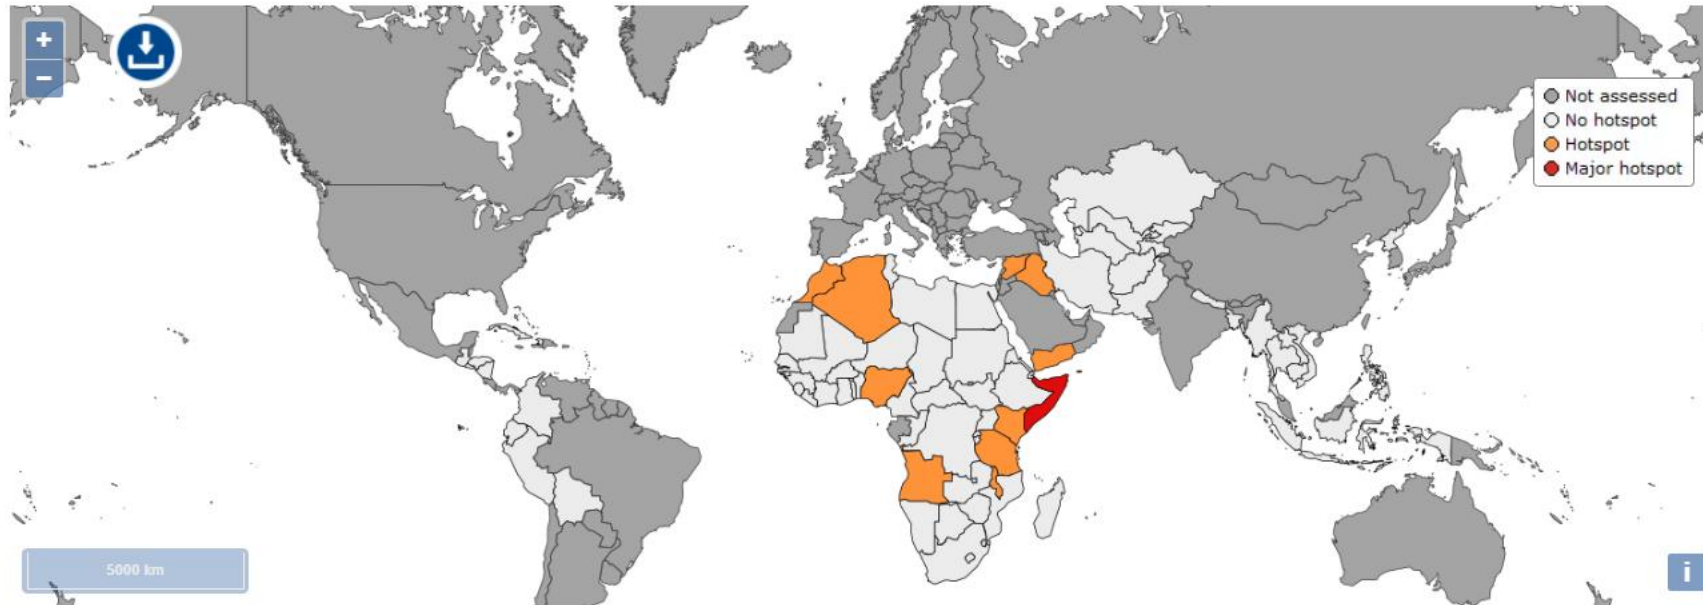 +
−
Not assessed
No hotspot
Hotspot
Major hotspot
5000 km
i